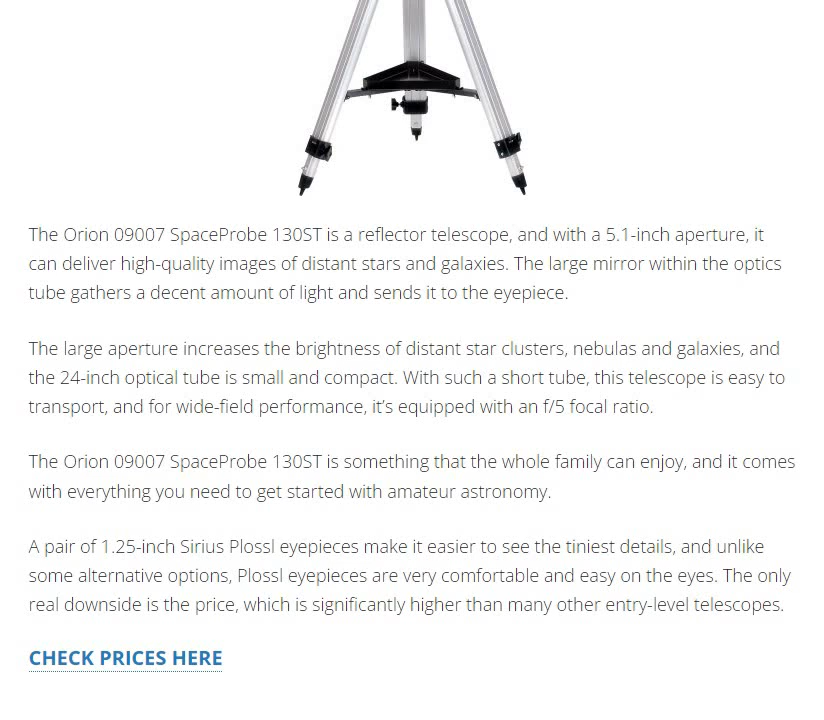 The Orion 09007 SpaceProbe 130ST is a reflector telescope, and with a 5.1-inch aperture, it
can deliver high-quality images of distant stars and galaxies. The large mirror within the optics
tube gathers a decent amount of light and sends it to the eyepiece.
The large aperture increases the brightness of distant star clusters, nebulas and galaxies, and
the 24-inch optical tube is small and compact. With such a short tube, this telescope is easy to
transport, and for wide-field performance, it’s equipped with an f/5 focal ratio.
The Orion 09007 SpaceProbe 130ST is something that the whole family can enjoy, and it comes
with everything you need to get started with amateur astronomy.
A pair of 1.25-inch Sirius Plossl eyepieces make it easier to see the tiniest details, and unlike
some alternative options, Plossl eyepieces are very comfortable and easy on the eyes. The only
real downside is the price, which is significantly higher than many other entry-level telescopes.
CHECK PRICES HERE